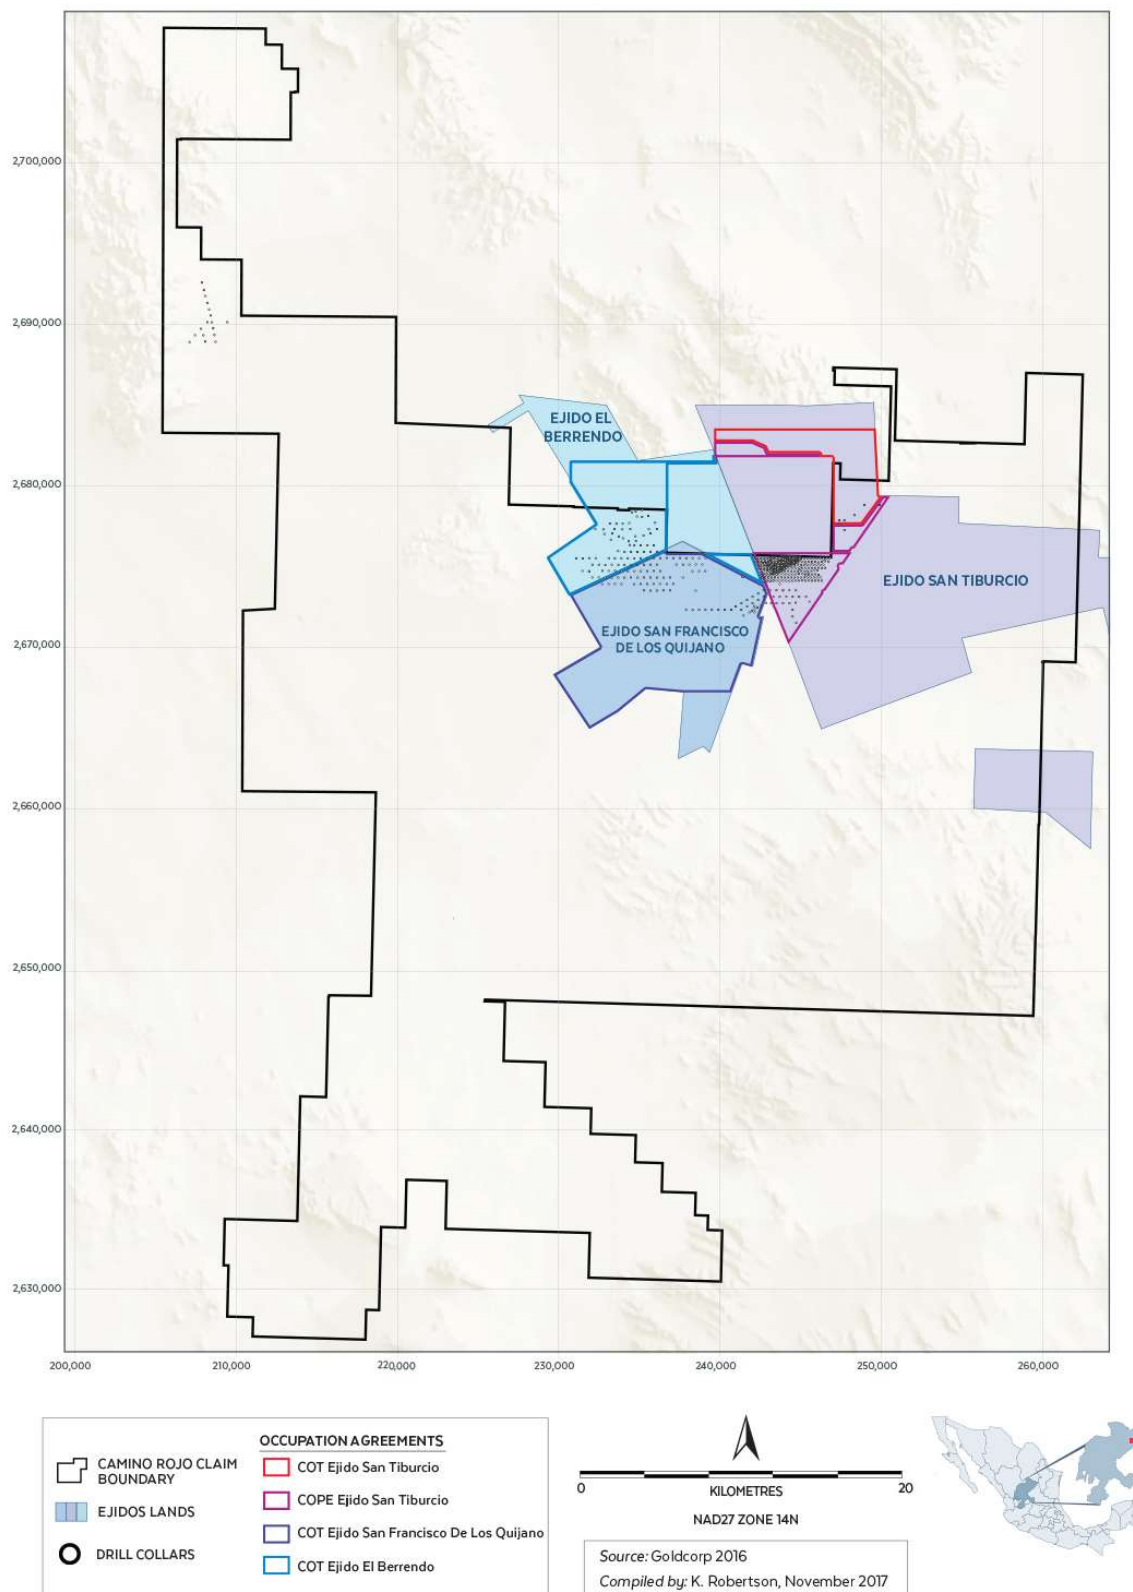 2,700,000
2,690,000
2,680,000
2,670,000
2,660,000
2,650,000
2,640,000
2,630,000
EJIDO EL
BERRENDO
EJIDO SAN TIBURCIO
EJIDO SAN FRANCISCO
DE LOS QUIJANO
200,000
210,000
220,000
230,000
240,000
250,000
260,000
CAMINO ROJO CLAIM
BOUNDARY
EJIDOS LANDS
DRILL COLLARS
OCCUPATION AGREEMENTS
COT Ejido San Tiburcio
COPE Ejido San Tiburcio
COT Ejido San Francisco De Los Quijano
COT Ejido El Berrendo
0
20
KILOMETRES
NAD27 ZONE 14N
Source: Goldcorp 2016
Compiled by: K. Robertson, November 2017